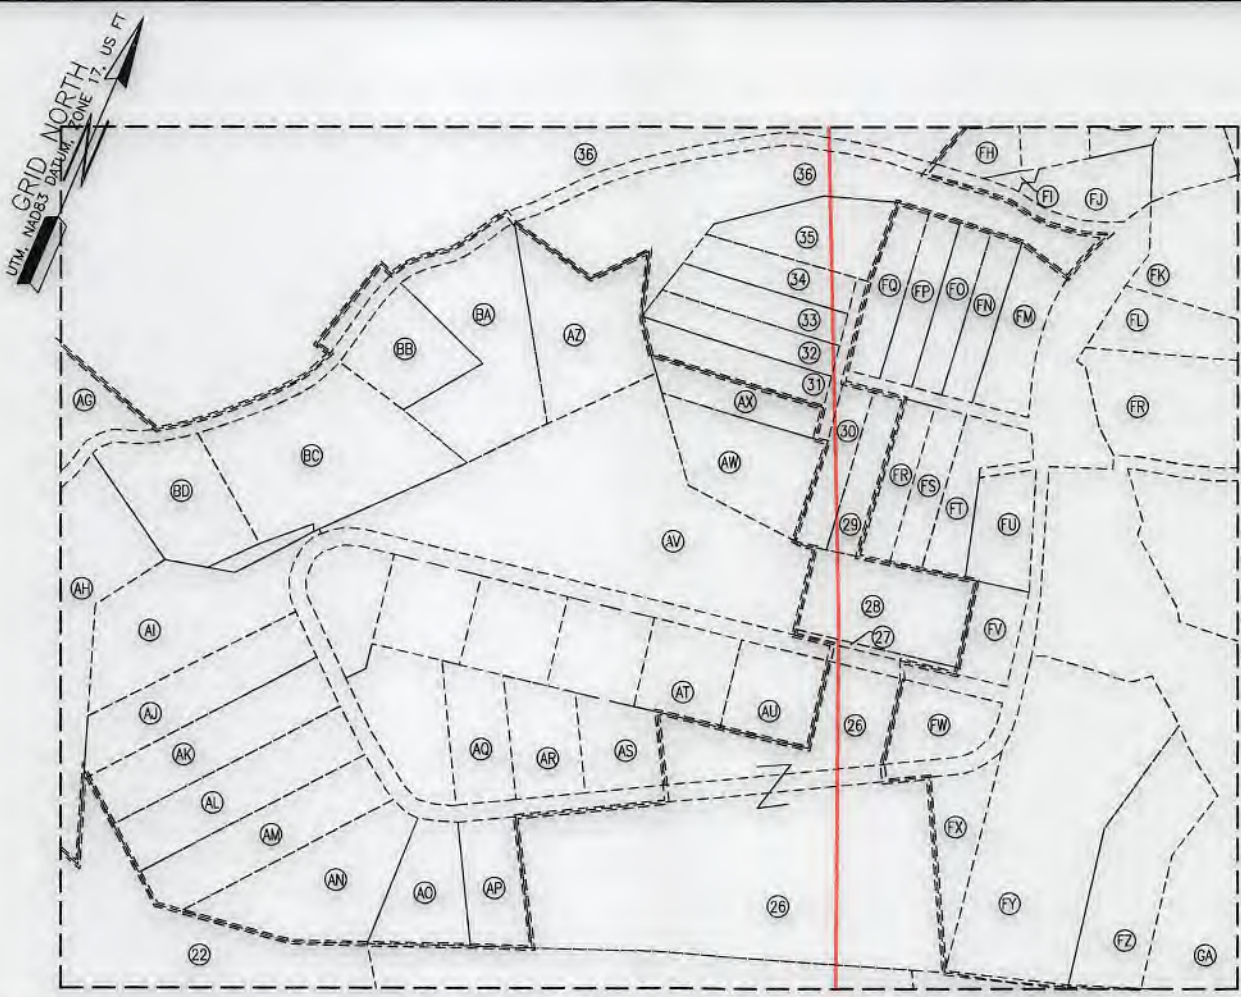 GRID NORTH
UTM, NAD83 DATUM, ZONE 17, US FT
36
36
FH
FI
FJ
35
34
33
32
31
FQ
FP
FO
FN
FM
FK
FL
FR
BA
AZ
BB
AG
AX
30
BC
BD
AW
29
FR
FS
FT
FU
AV
AH
AI
28
27
FV
AJ
AT
AU
26
FW
AK
AQ
AR
AS
AL
AM
FX
Z
AN
AO
AP
26
FY
FZ
GA
22